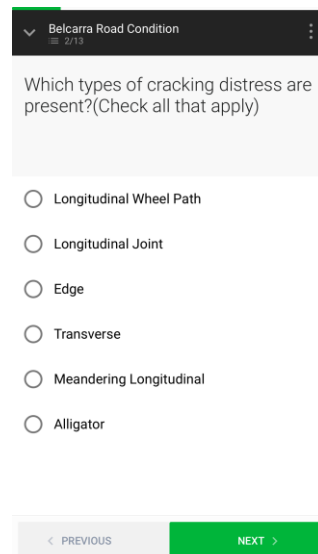 Belcarra Road Condition
2/13
Which types of cracking distress are
present?(Check all that apply)
Longitudinal Wheel Path
Longitudinal Joint
Edge
Transverse
Meandering Longitudinal
Alligator
< PREVIOUS
NEXT >